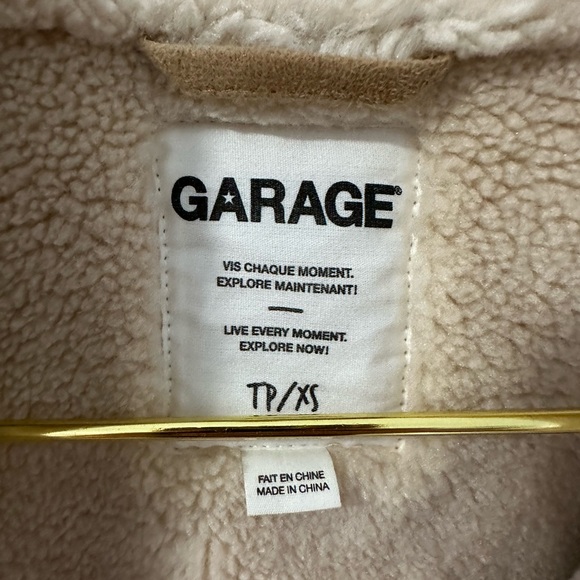 GARAGE®
VIS CHAQUE MOMENT.
EXPLORE MAINTENANT!
LIVE EVERY MOMENT.
EXPLORE NOW!
TP/XS
FAIT EN CHINE
MADE IN CHINA